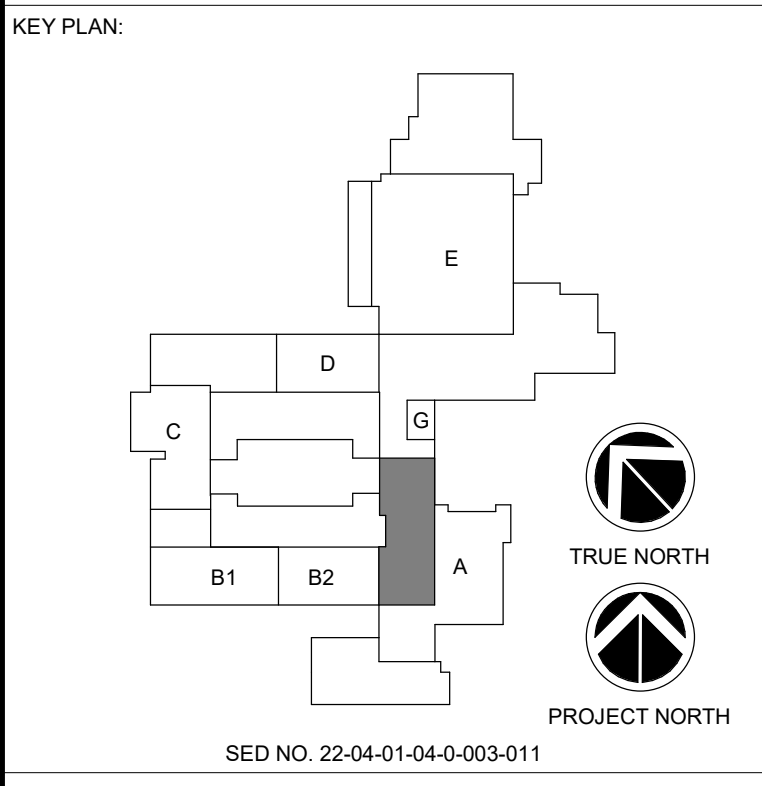 KEY PLAN:
E
D
G
C
TRUE NORTH
A
B1
B2
PROJECT NORTH
SED NO. 22-04-01-04-0-003-011